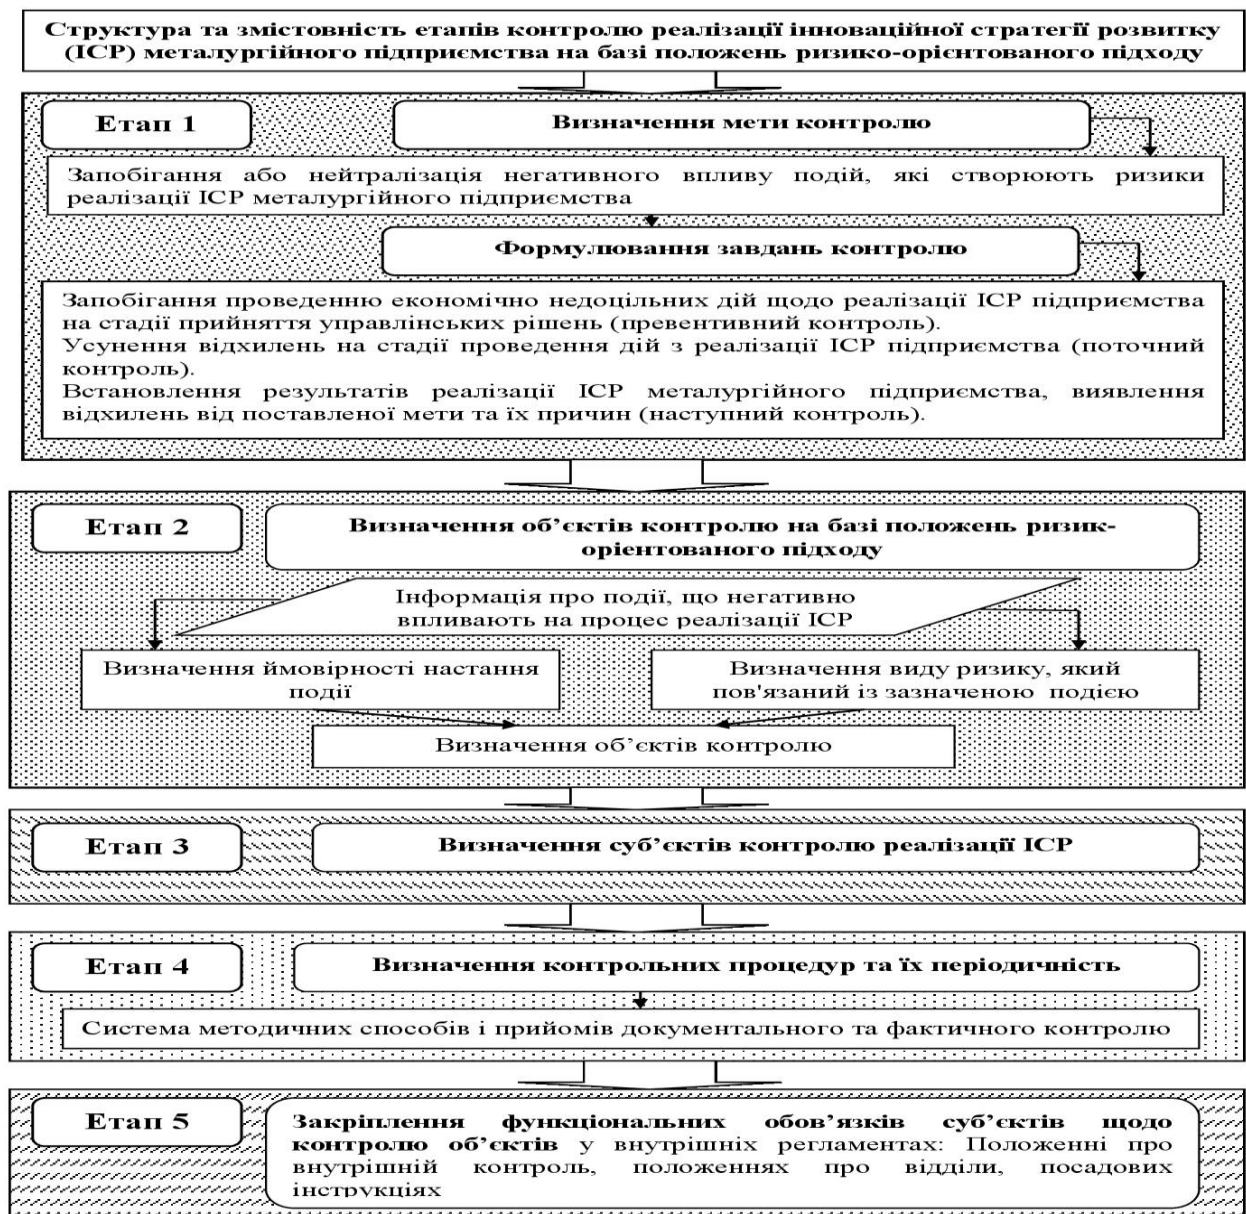 Структура та змістовність етапів контролю реалізації інноваційної стратегії розвитку
(ІСР) металургійного підприємства на базі положень ризико-орієнтованого підходу
Етап 1
Визначення мети контролю
Запобігання або нейтралізація негативного впливу подій, які створюють ризики
реалізації ІСР металургійного підприємства
Формулювання завдань контролю
Запобігання проведенню економічно недоцільних дій щодо реалізації ІСР підприємства
на стадії прийняття управлінських рішень (превентивний контроль).
Усунення відхилень на стадії проведення дій з реалізації ІСР підприємства (поточний
контроль).
Встановлення результатів реалізації ІСР металургійного підприємства, виявлення
відхилень від поставленої мети та їх причин (наступний контроль).
Етап 2
Визначення об’єктів контролю на базі положень ризик-
орієнтованого підходу
Інформація про події, що негативно
впливають на процес реалізації ІСР
Визначення ймовірності настання
події
Визначення виду ризику, який
пов'язаний із зазначеною подією
Визначення об’єктів контролю
Етап 3
Визначення суб’єктів контролю реалізації ІСР
Етап 4
Визначення контрольних процедур та їх періодичність
Система методичних способів і прийомів документального та фактичного контролю
Етап 5
Закріплення функціональних обов’язків суб’єктів щодо
контролю об’єктів у внутрішніх регламентах: Положенні про
внутрішній контроль, положеннях про відділи, посадових
інструкціях